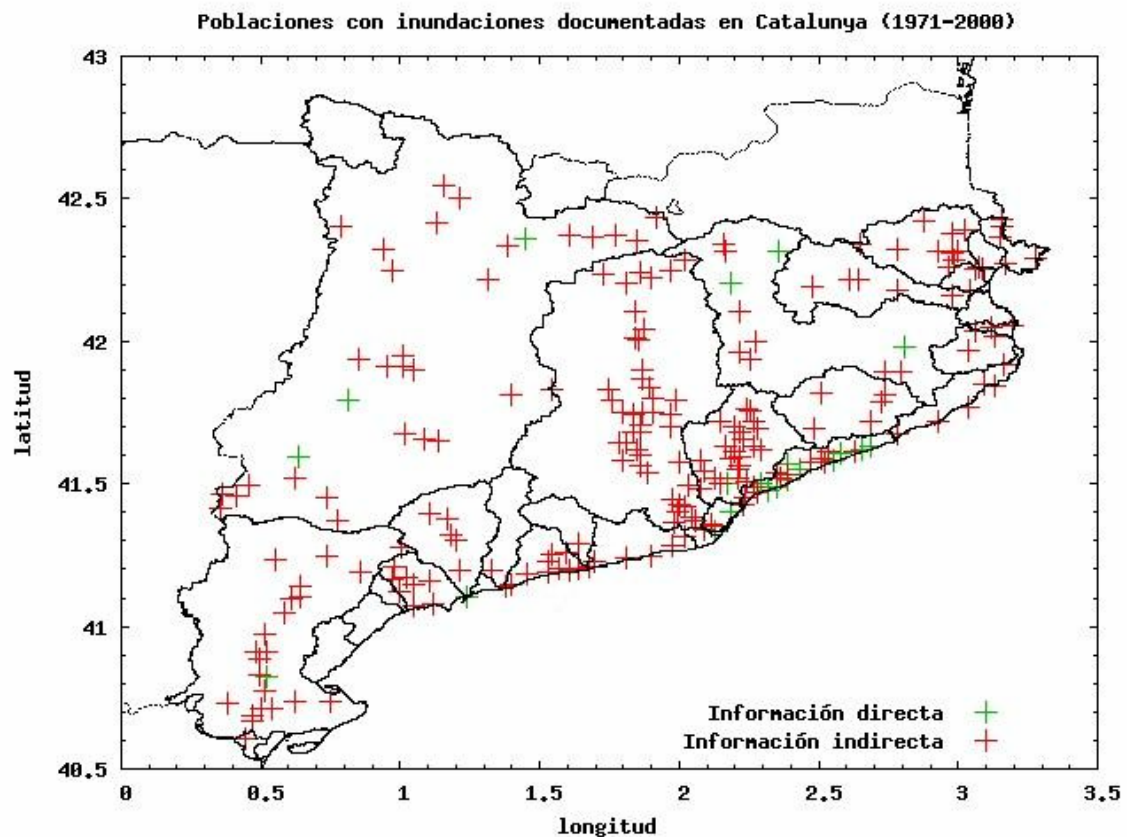 Poblaciones con inundaciones documentadas en Catalunya (1971-2000)
43
42.5
42
41.5
41
40.5
latitud
Información directa
Información indirecta
0 0.5 1 1.5 2 2.5 3 3.5
longitud